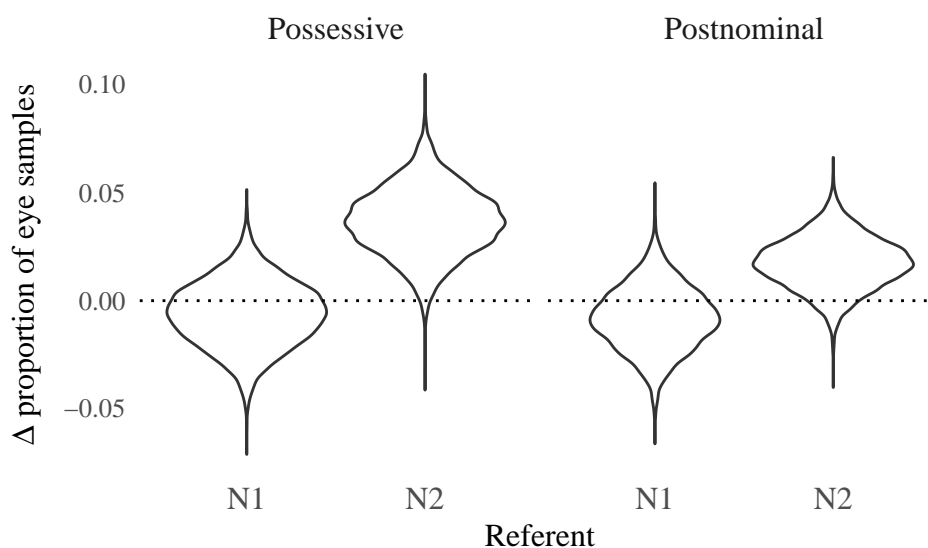 Possessive Postnominal
Δ proportion of eye samples
0.10
0.05
0.00
–0.05
N1 N2 N1 N2
Referent